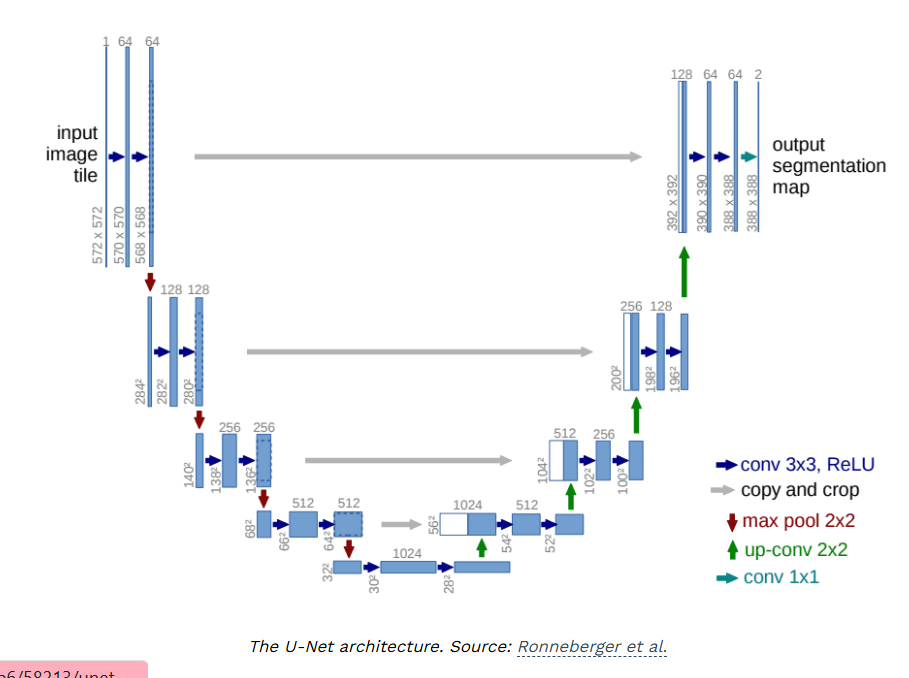 1 64 64
input
image
tile
572 x 572
570 x 570
568 x 568
128 64 64 2
output
segmentation
map
392 x 392
390 x 390
388 x 388
388 x 388
128 128
284²
282²
280²
256 128
200²
198²
196²
256 256
140²
138²
136²
512 256
104²
102²
100²
512 512
68²
66²
64²
1024 512
56²
54²
52²
1024
32²
30²
28²
conv 3x3, ReLU
copy and crop
max pool 2x2
up-conv 2x2
conv 1x1
The U-Net architecture. Source: Ronneberger et al.